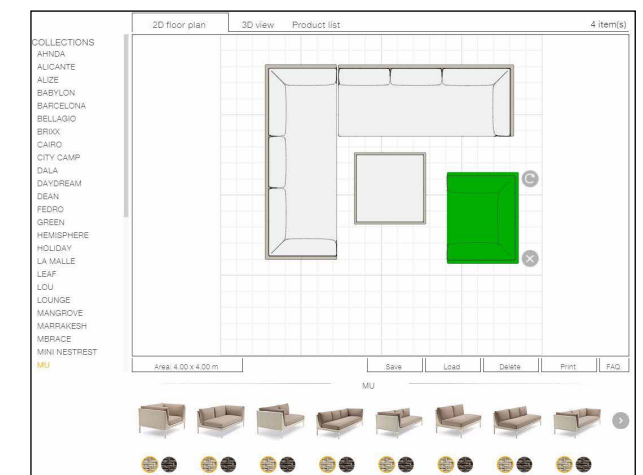 2D floor plan
3D view
Product list
4 item(s)
COLLECTIONS
AHNDA
ALICANTE
ALIZE
BABYLON
BARCELONA
BELLAGIO
BRIXX
CAIRO
CITY CAMP
DALA
DAYDREAM
DEAN
FEDRO
GREEN
HEMISPHERE
HOLIDAY
LA MALLE
LEAF
LOU
LOUNGE
MANGROVE
MARRAKESH
MBRACE
MINI NESTREST
MU
Area: 4.00 x 4.00 m
Save
Load
Delete
Print
FAQ
MU